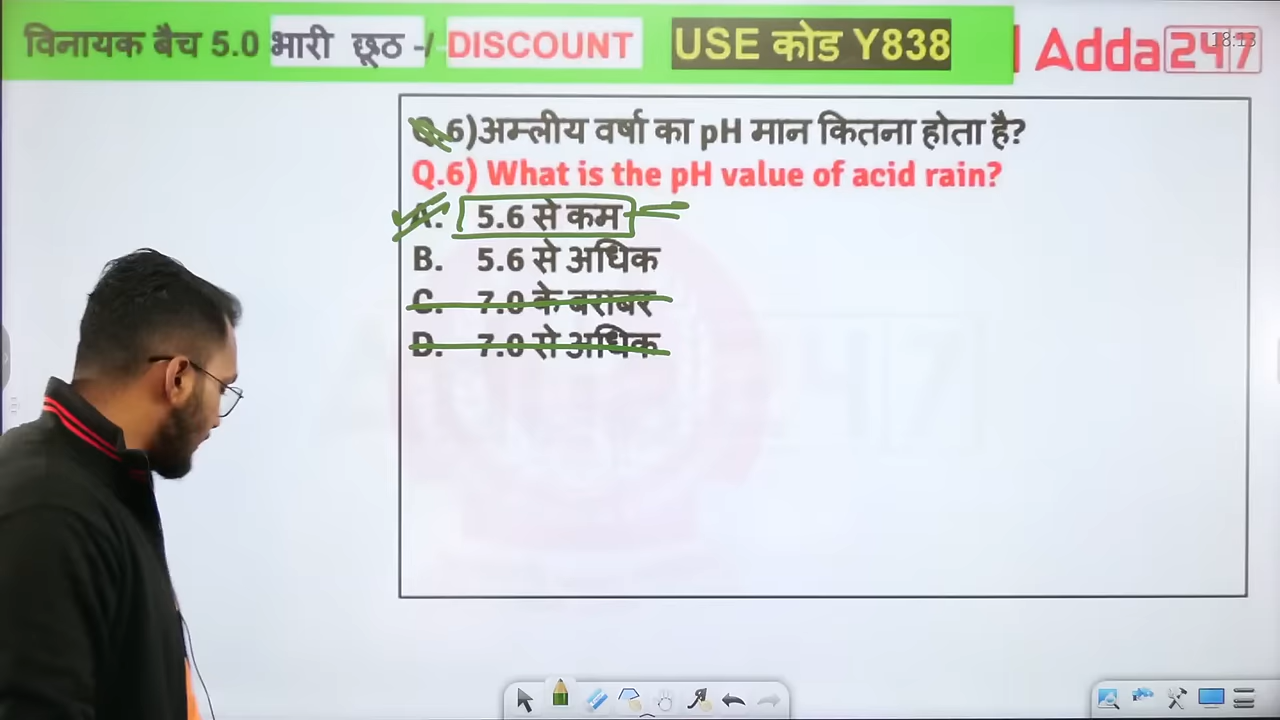 विनायक बैच 5.0 भारी छूठ -/ DISCOUNT USE कोड Y838
Adda247
18:13
Q.6)अम्लीय वर्षा का pH मान कितना होता है?
Q.6) What is the pH value of acid rain?
A. 5.6 से कम
B. 5.6 से अधिक
C. 7.0 के बराबर
D. 7.0 से अधिक